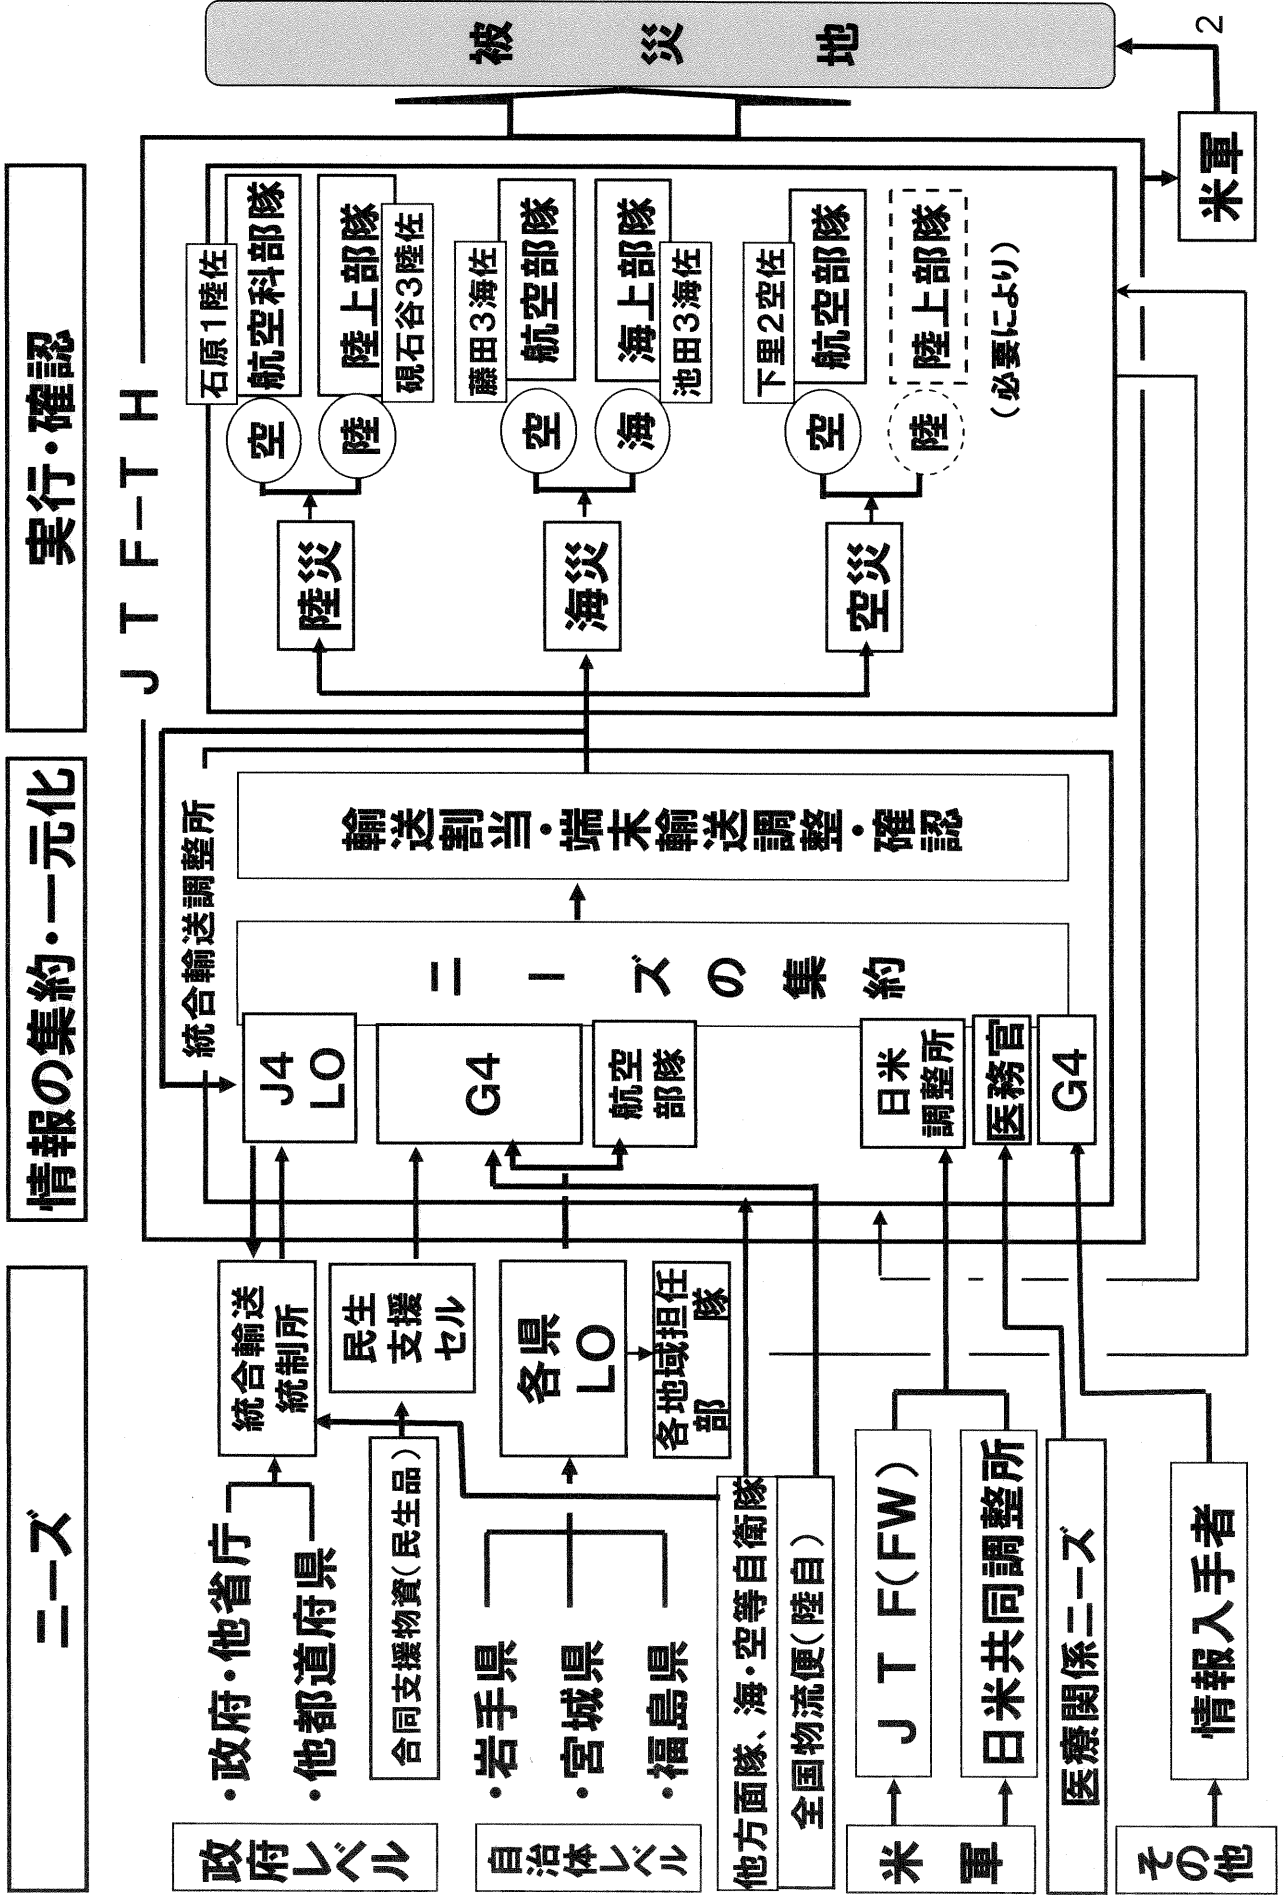 ニーズ
情報の集約・一元化
実行・確認
ＪＴＦ－ＴＨ
政府レベル
・政府・他省庁
・他都道府県
統合輸送
統制所
合同支援物資（民生品）
民生
支援
セル
自治体レベル
・岩手県
・宮城県
・福島県
各県
ＬＯ
各地域担任
部　　　隊
他方面隊、海・空等自衛隊
全国物流便（陸自）
米軍
ＪＴＦ（ＦＷ）
日米共同調整所
医療関係ニーズ
その他
情報入手者
統合輸送調整所
Ｊ４
ＬＯ
Ｇ４
航空
部隊
日米
調整所
医務官
Ｇ４
ニーズの集約
輸送割当・端末輸送調整・確認
陸災
空
石原１陸佐
航空科部隊
陸
陸上部隊
硯石谷３陸佐
海災
空
藤田３海佐
航空部隊
海
海上部隊
池田３海佐
空災
空
下里２空佐
航空部隊
陸
陸上部隊
（必要により）
米軍
被災地
2